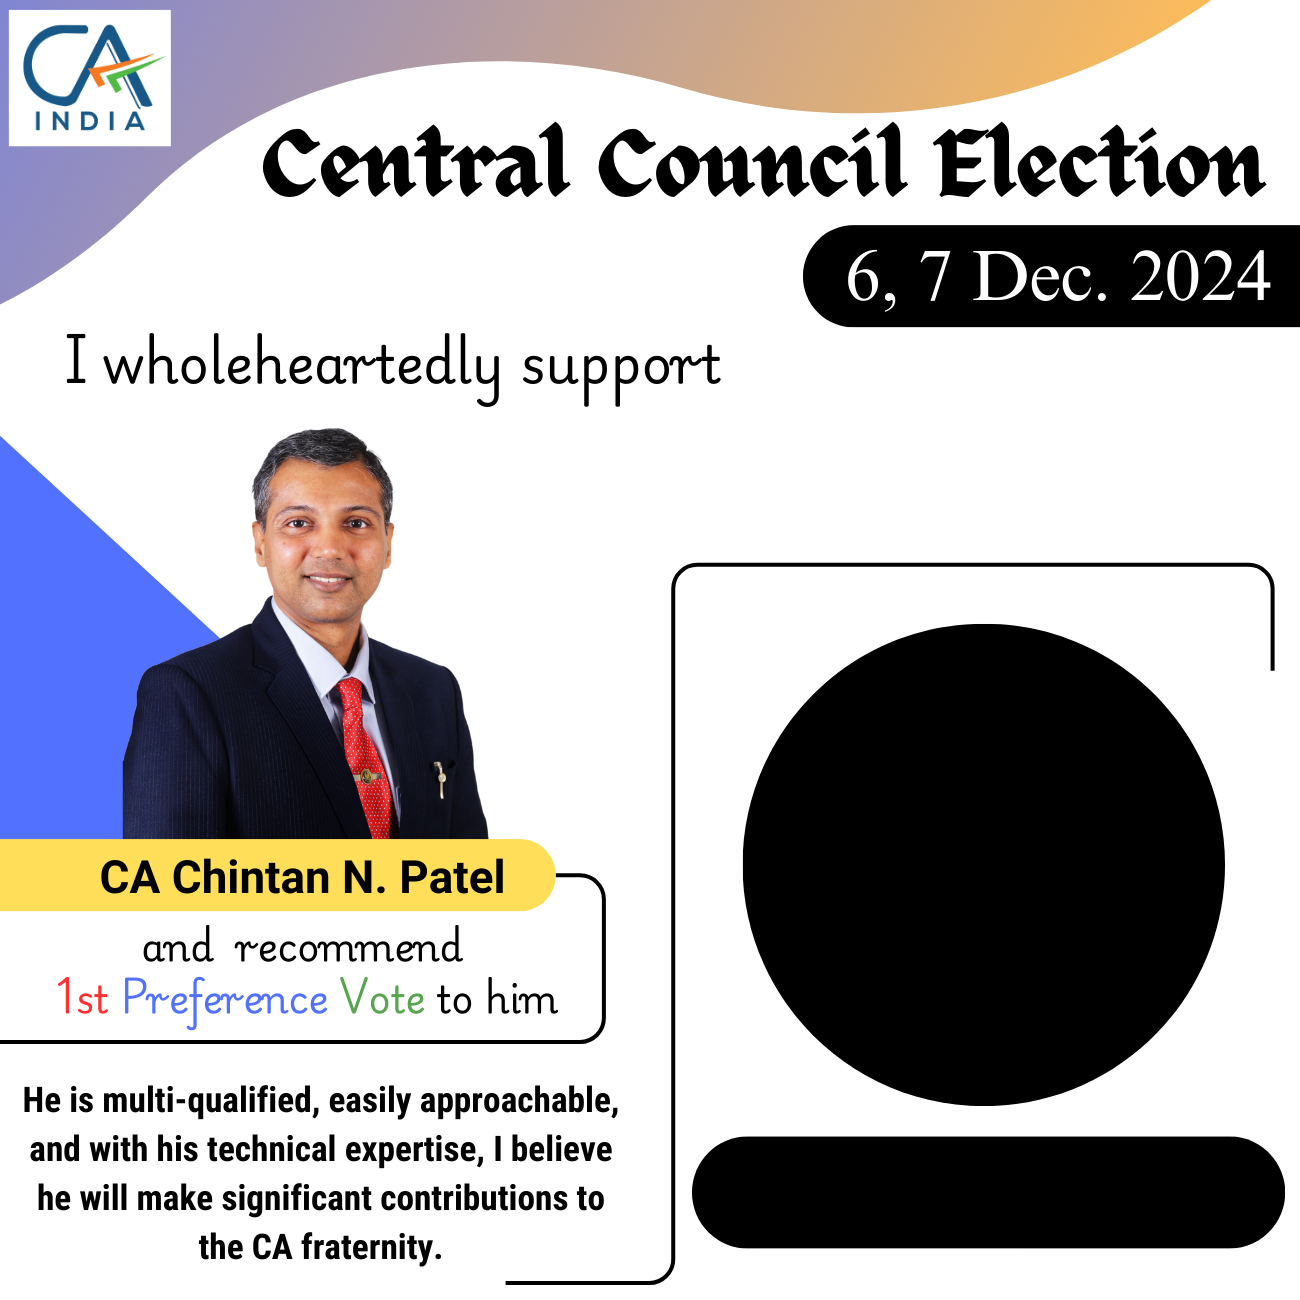 CA
INDIA
Central Council Election
6, 7 Dec. 2024
I wholeheartedly support
CA Chintan N. Patel
and recommend
1st Preference Vote to him
He is multi-qualified, easily approachable,
and with his technical expertise, I believe
he will make significant contributions to
the CA fraternity.